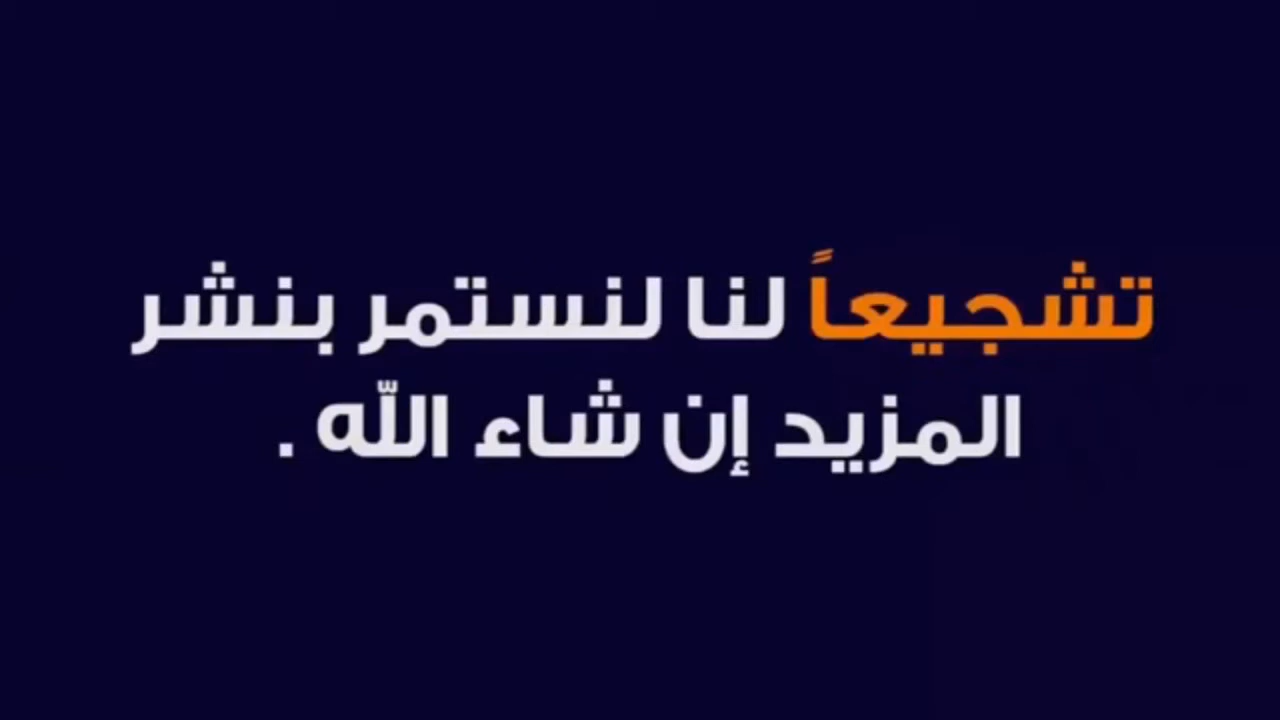 تشجيعاً لنا لنستمر بنشر
المزيد إن شاء الله .